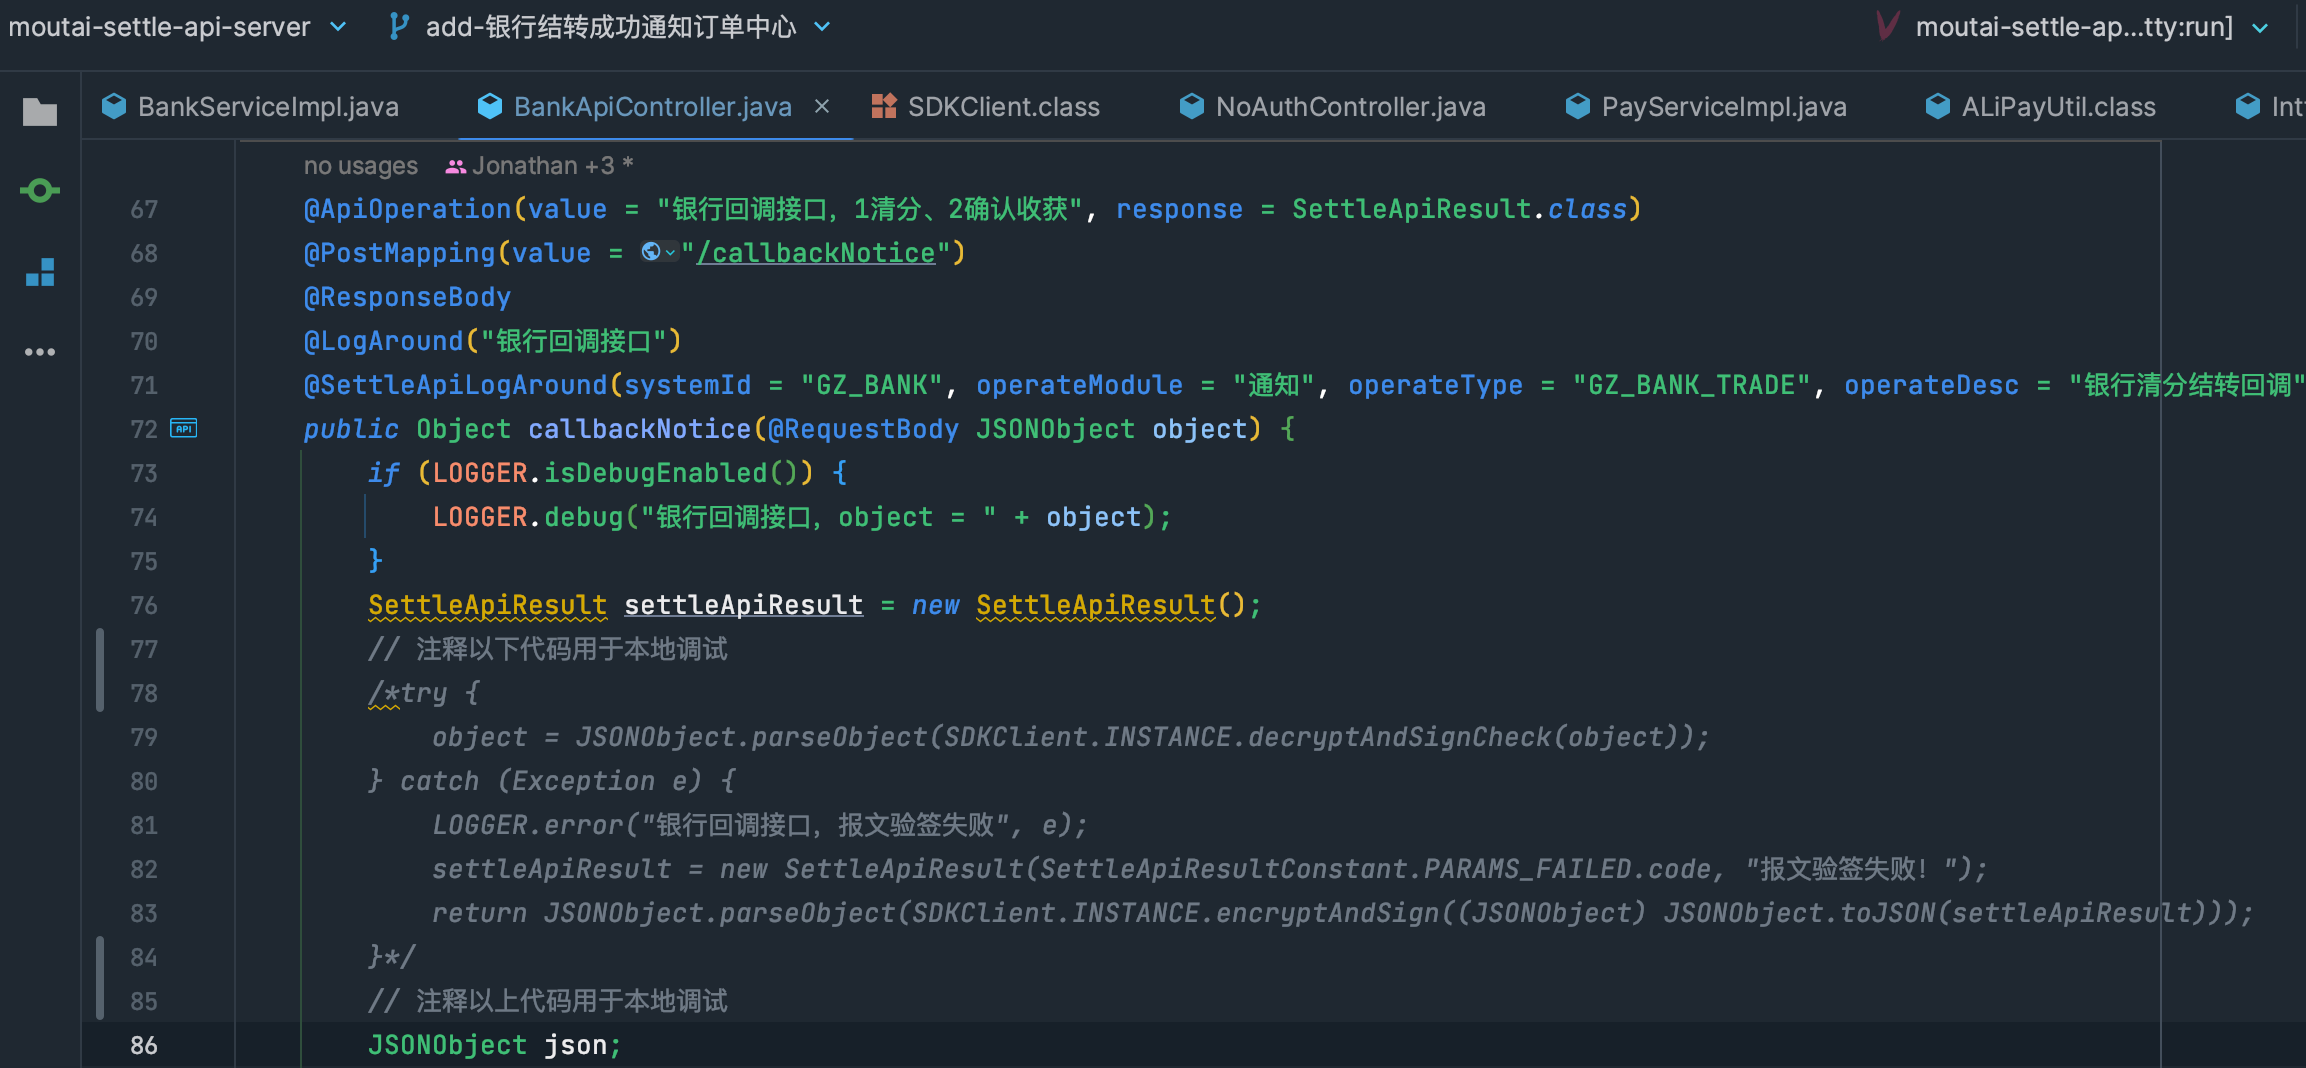 moutai-settle-api-server add-银行结转成功通知订单中心 moutai-settle-ap...tty:run]
BankServiceImpl.java BankApiController.java SDKClient.class NoAuthController.java PayServiceImpl.java ALiPayUtil.class Int
no usages Jonathan +3 *
67 @ApiOperation(value = "银行回调接口，1清分、2确认收获", response = SettleApiResult.class)
68 @PostMapping(value = "/callbackNotice")
69 @ResponseBody
70 @LogAround("银行回调接口")
71 @SettleApiLogAround(systemId = "GZ_BANK", operateModule = "通知", operateType = "GZ_BANK_TRADE", operateDesc = "银行清分结转回调"
72 API public Object callbackNotice(@RequestBody JSONObject object) {
73 if (LOGGER.isDebugEnabled()) {
74 LOGGER.debug("银行回调接口，object = " + object);
75 }
76 SettleApiResult settleApiResult = new SettleApiResult();
77 // 注释以下代码用于本地调试
78 /*try {
79 object = JSONObject.parseObject(SDKClient.INSTANCE.decryptAndSignCheck(object));
80 } catch (Exception e) {
81 LOGGER.error("银行回调接口，报文验签失败", e);
82 settleApiResult = new SettleApiResult(SettleApiResultConstant.PARAMS_FAILED.code, "报文验签失败！");
83 return JSONObject.parseObject(SDKClient.INSTANCE.encryptAndSign((JSONObject) JSONObject.toJSON(settleApiResult)));
84 }*/
85 // 注释以上代码用于本地调试
86 JSONObject json;